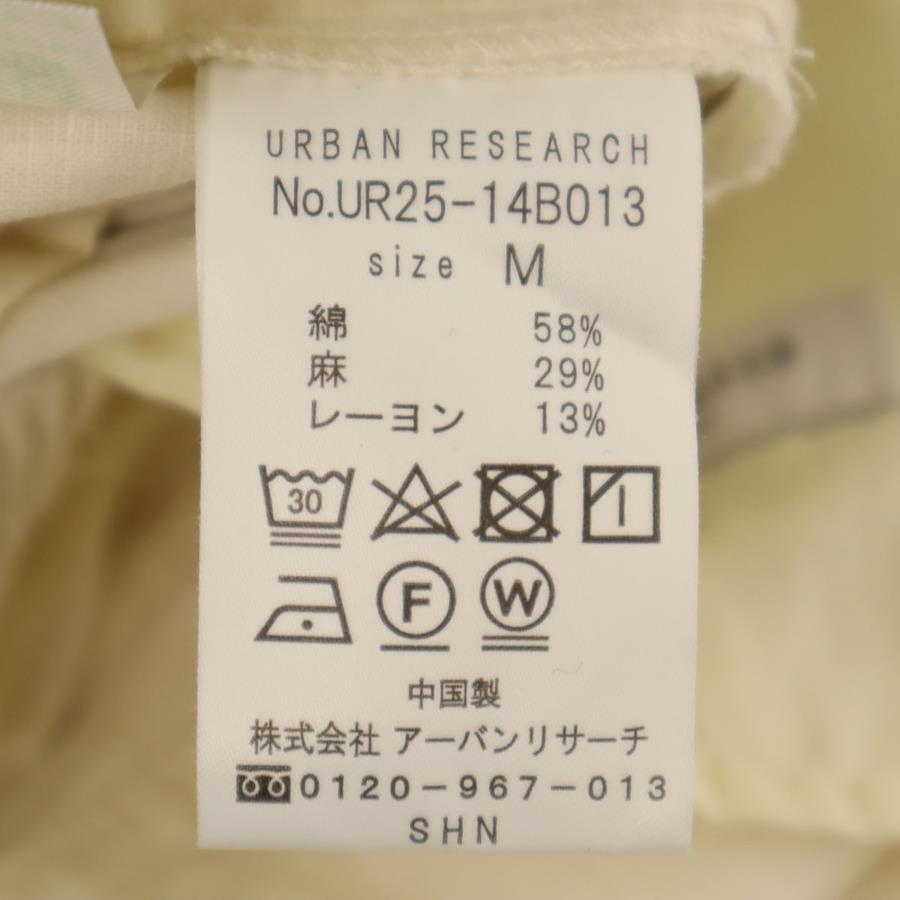 URBAN RESEARCH
No.UR25-14B013
size M
綿 58%
麻 29%
レーヨン 13%
30
F W
中国製
株式会社 アーバンリサーチ
0120-967-013
SHN